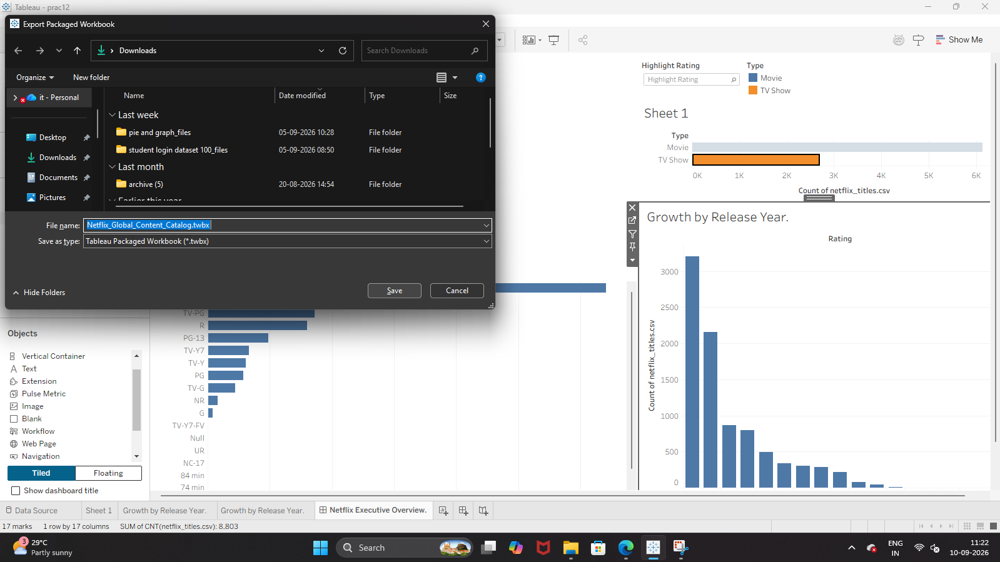 Tableau - prac12
Export Packaged Workbook
Downloads
Search Downloads
Organize
New folder
it - Personal
Desktop
Downloads
Documents
Pictures
Name
Date modified
Type
Size
Last week
pie and graph_files 05-09-2026 10:28 File folder
student login dataset 100_files 05-09-2026 08:50 File folder
Last month
archive (5) 20-08-2026 14:54 File folder
Earlier this year
File name: Netflix_Global_Content_Catalog.twbx
Save as type: Tableau Packaged Workbook (*.twbx)
Hide Folders
Save
Cancel
Show Me
Highlight Rating
Highlight Rating
Type
Movie
TV Show
Sheet 1
Type
Movie
TV Show
0K 1K 2K 3K 4K 5K 6K
Count of netflix_titles.csv
Growth by Release Year.
Rating
3000
2500
2000
1500
1000
500
0
Count of netflix_titles.csv
TV-PG
R
PG-13
TV-Y7
TV-Y
PG
TV-G
NR
G
TV-Y7-FV
Null
UR
NC-17
84 min
74 min
Objects
Vertical Container
Text
Extension
Pulse Metric
Image
Blank
Workflow
Web Page
Navigation
Tiled
Floating
Show dashboard title
Data Source
Sheet 1
Growth by Release Year.
Growth by Release Year.
Netflix Executive Overview.
17 marks 1 row by 17 columns SUM of CNT(netflix_titles.csv): 8,803
3
29°C
Partly sunny
Search
ENG
IN
11:22
10-09-2026